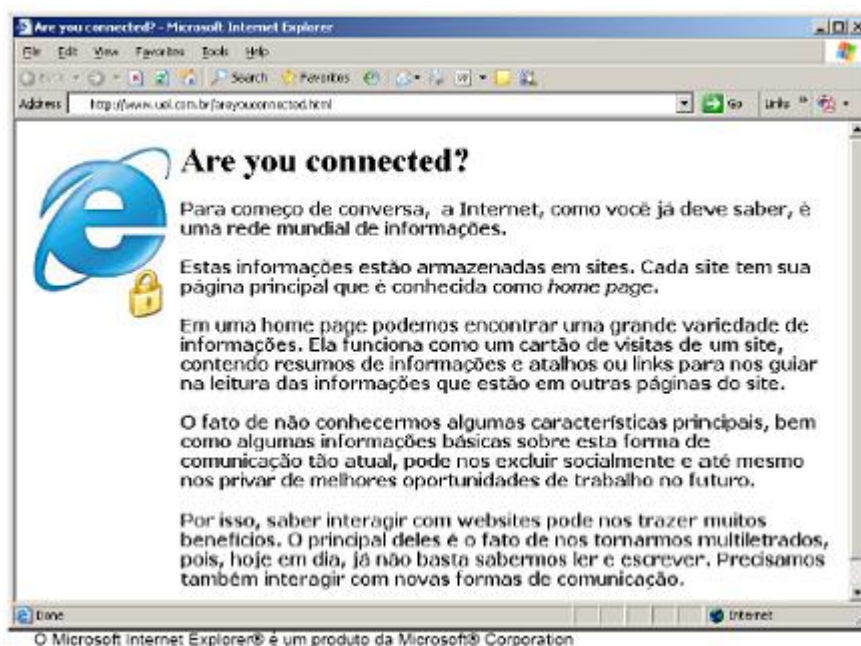 Are you connected? - Microsoft Internet Explorer
File Edit View Favorites Tools Help
Search Favorites
Address http://www.uol.com.br/areyouconnected.html Go Links »
Are you connected?
Para começo de conversa, a Internet, como você já deve saber, é
uma rede mundial de informações.
Estas informações estão armazenadas em sites. Cada site tem sua
página principal que é conhecida como home page.
Em uma home page podemos encontrar uma grande variedade de
informações. Ela funciona como um cartão de visitas de um site,
contendo resumos de informações e atalhos ou links para nos guiar
na leitura das informações que estão em outras páginas do site.
O fato de não conhecermos algumas características principais, bem
como algumas informações básicas sobre esta forma de
comunicação tão atual, pode nos excluir socialmente e até mesmo
nos privar de melhores oportunidades de trabalho no futuro.
Por isso, saber interagir com websites pode nos trazer muitos
benefícios. O principal deles é o fato de nos tornarmos multiletrados,
pois, hoje em dia, já não basta sabermos ler e escrever. Precisamos
também interagir com novas formas de comunicação.
Done Internet
O Microsoft Internet Explorer® é um produto da Microsoft® Corporation